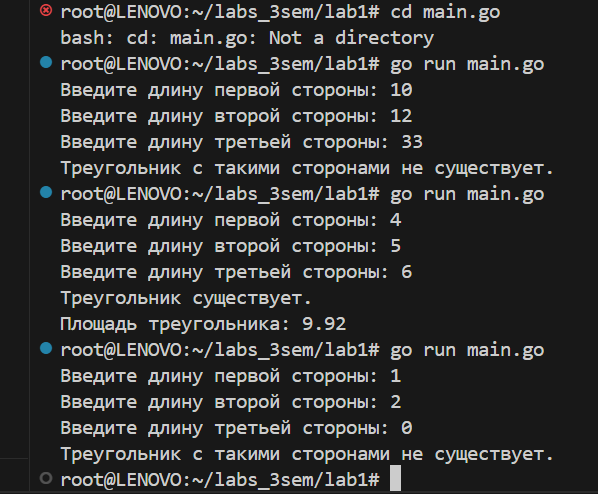 root@LENOVO:~/labs_3sem/lab1# cd main.go
bash: cd: main.go: Not a directory
root@LENOVO:~/labs_3sem/lab1# go run main.go
Введите длину первой стороны: 10
Введите длину второй стороны: 12
Введите длину третьей стороны: 33
Треугольник с такими сторонами не существует.
root@LENOVO:~/labs_3sem/lab1# go run main.go
Введите длину первой стороны: 4
Введите длину второй стороны: 5
Введите длину третьей стороны: 6
Треугольник существует.
Площадь треугольника: 9.92
root@LENOVO:~/labs_3sem/lab1# go run main.go
Введите длину первой стороны: 1
Введите длину второй стороны: 2
Введите длину третьей стороны: 0
Треугольник с такими сторонами не существует.
root@LENOVO:~/labs_3sem/lab1#